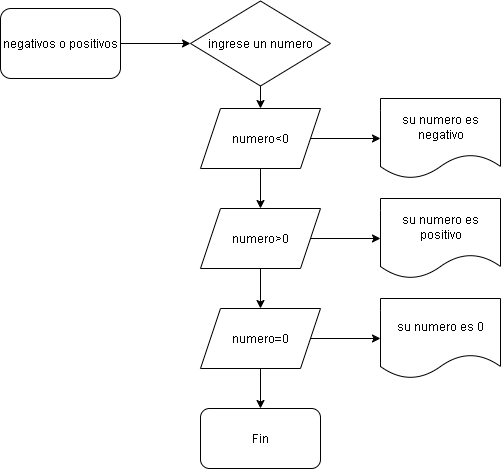 negativos o positivos
ingrese un numero
numero<0
su numero es
negativo
numero>0
su numero es
positivo
numero=0
su numero es 0
Fin